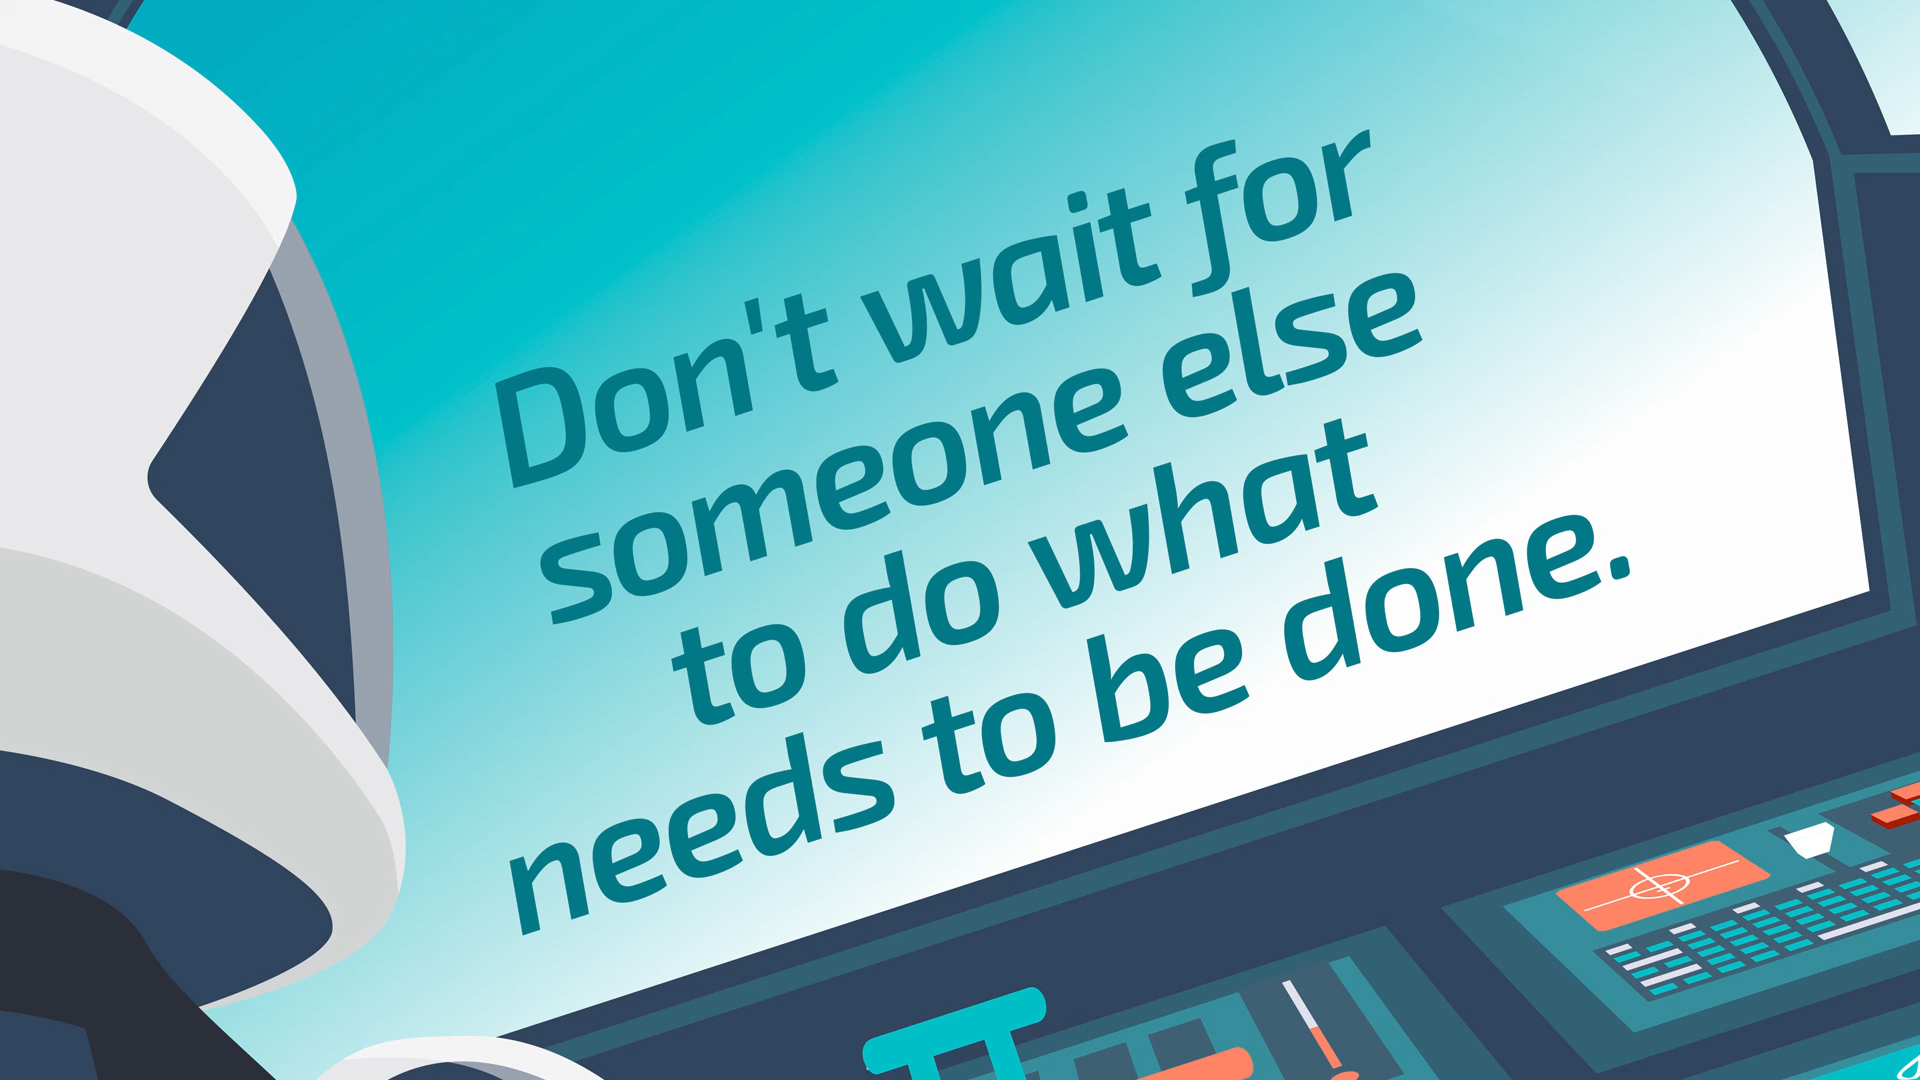 Don't wait for
someone else
to do what
needs to be done.